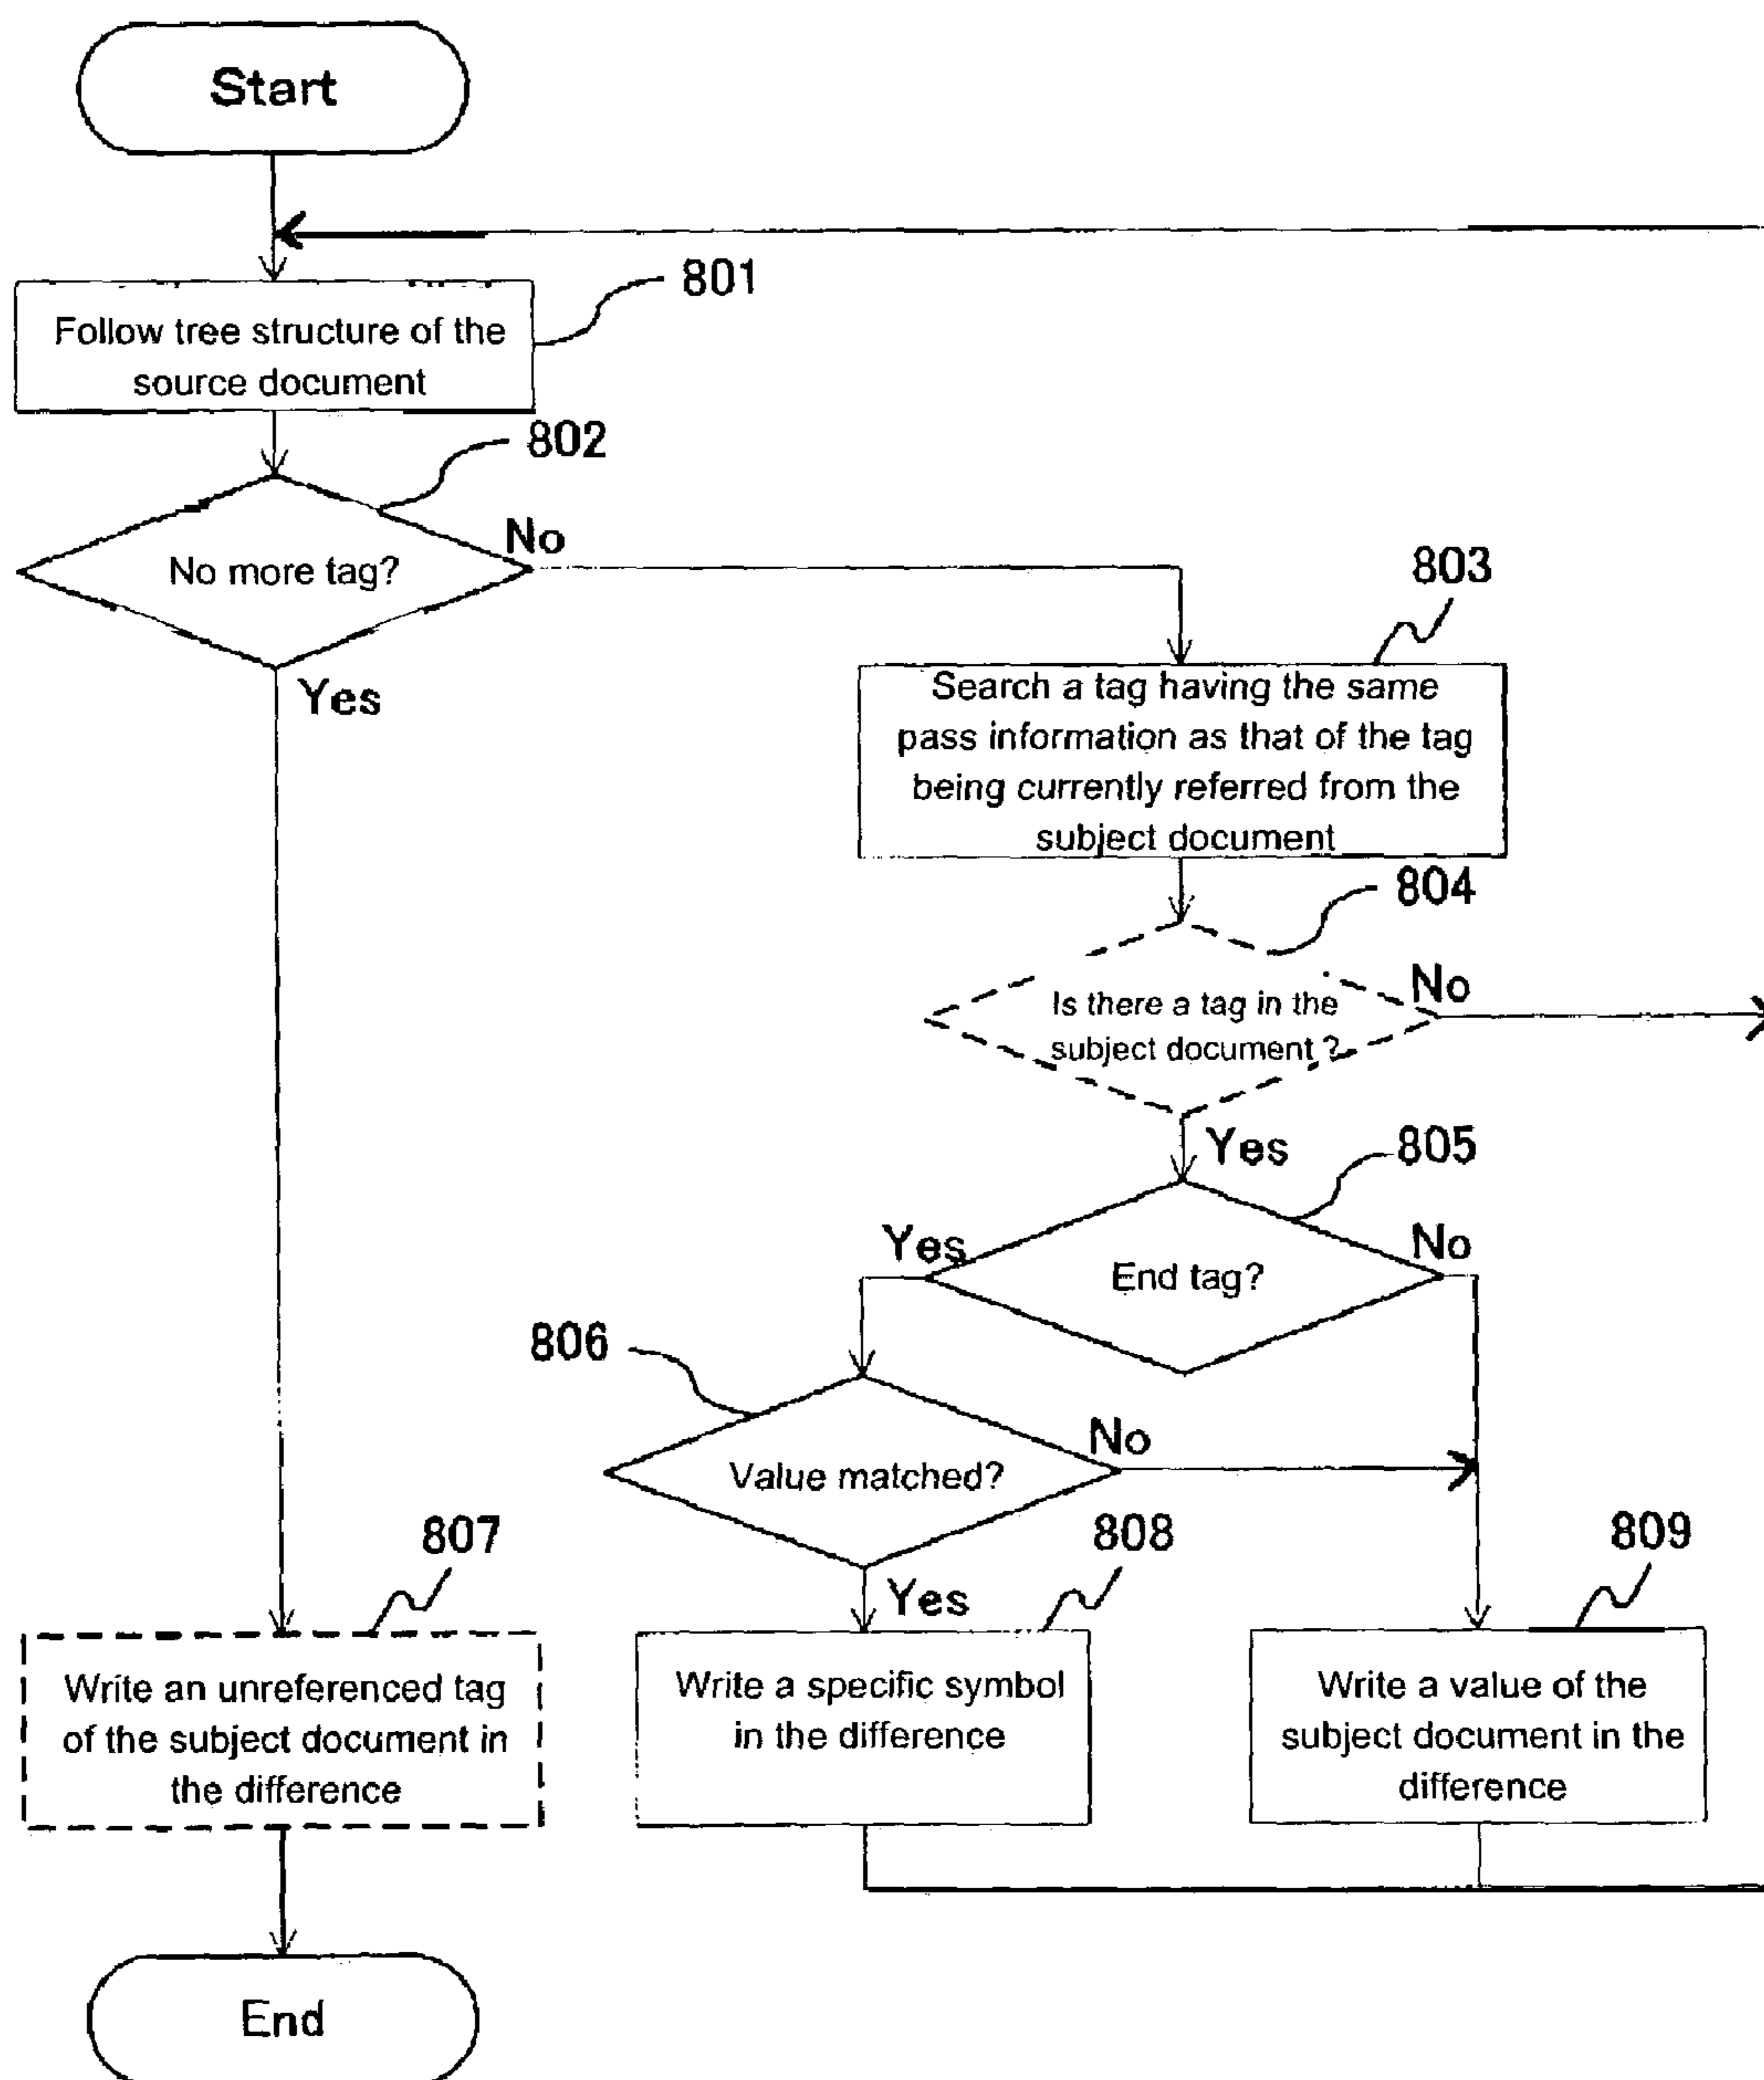 Start
801
Follow tree structure of the
source document
802
No more tag?
No
Yes
803
Search a tag having the same
pass information as that of the tag
being currently referred from the
subject document
804
Is there a tag in the
subject document ?
No
Yes
805
End tag?
Yes
No
806
Value matched?
No
Yes
807
Write an unreferenced tag
of the subject document in
the difference
808
Write a specific symbol
in the difference
809
Write a value of the
subject document in the
difference
End